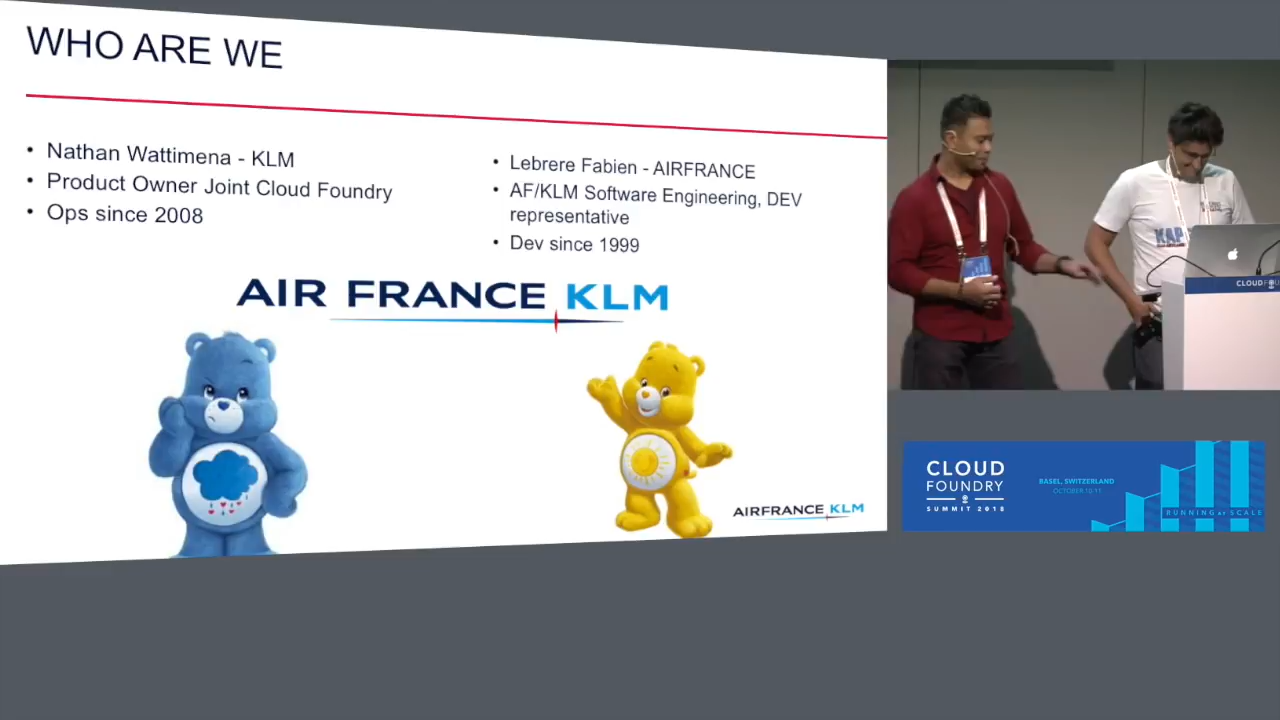 WHO ARE WE
• Nathan Wattimena - KLM
• Product Owner Joint Cloud Foundry
• Ops since 2008
• Lebrere Fabien - AIRFRANCE
• AF/KLM Software Engineering, DEV
representative
• Dev since 1999
AIR FRANCE KLM
AIRFRANCE KLM
CLOUDFOU
CLOUD
FOUNDRY
SUMMIT 2018
BASEL, SWITZERLAND
OCTOBER 10-11
RUNNING AT SCALE